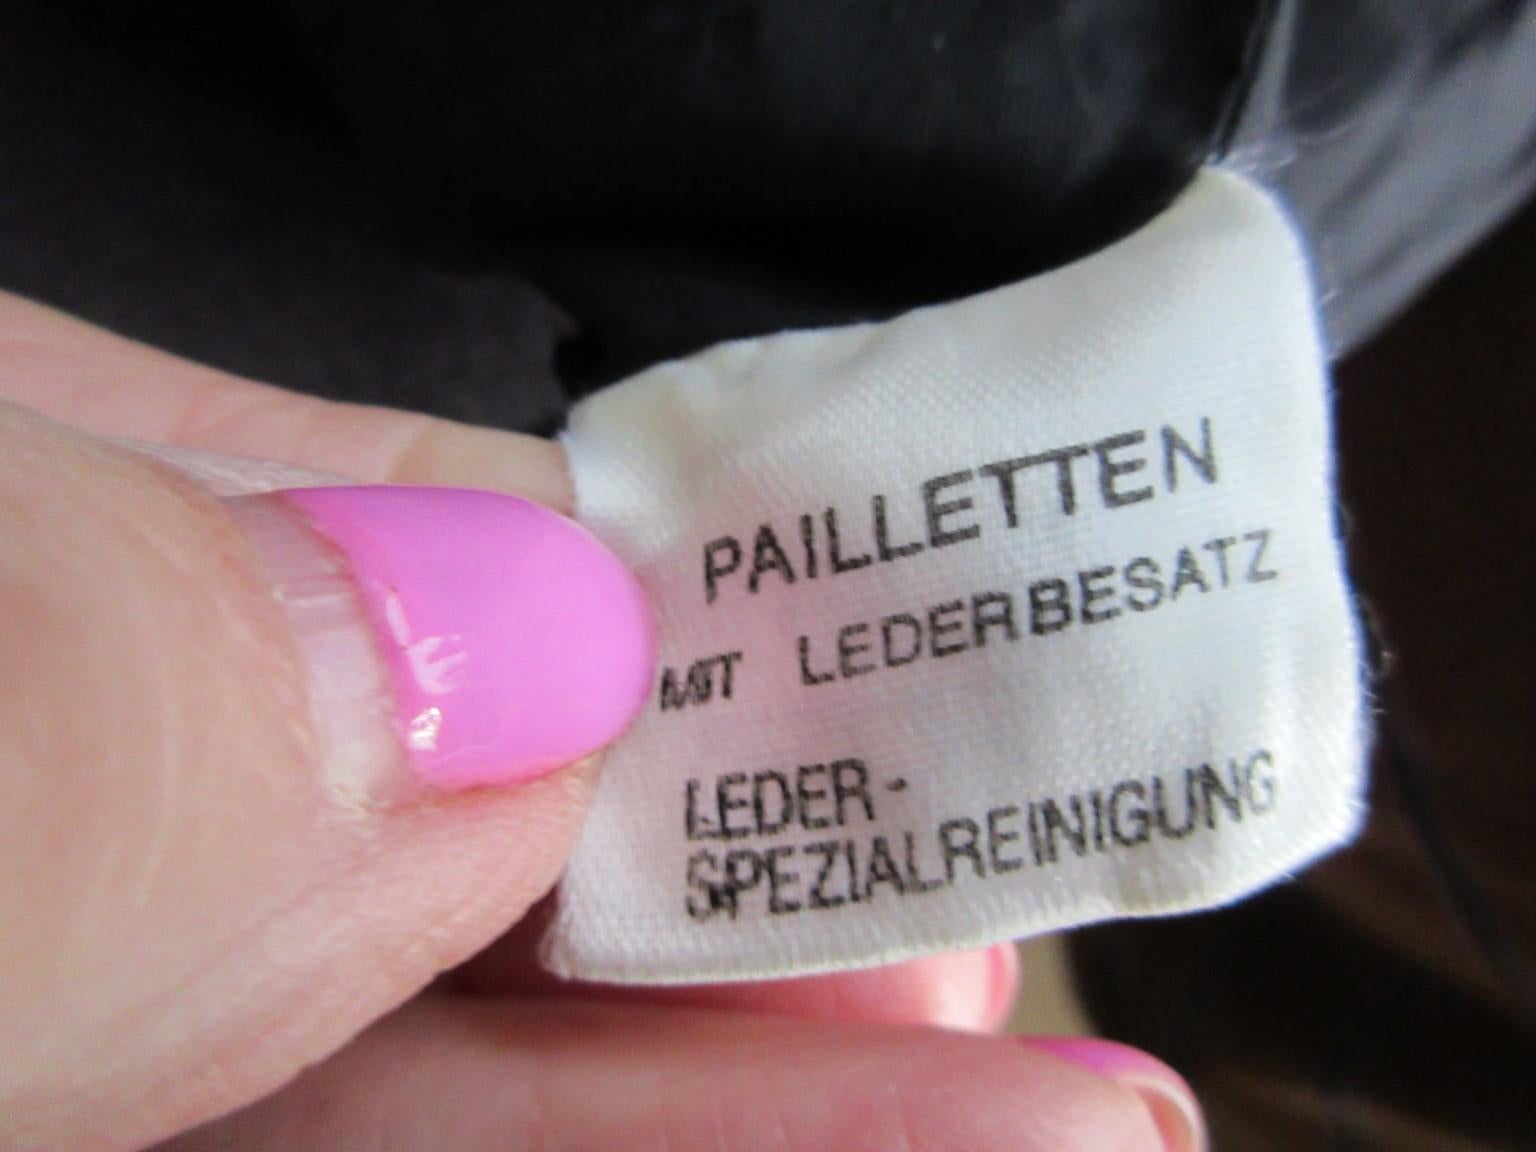 PAILLETTEN
MIT LEDERBESATZ
LEDER-
SPEZIALREINIGUNG